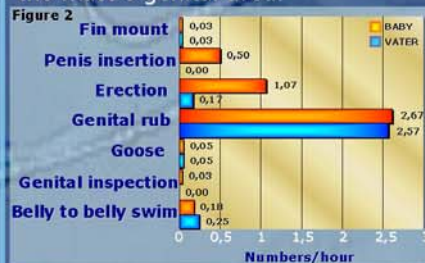 Figure 2
BABY
VATER
Fin mount 0,03 0,03
Penis insertion 0,50 0,00
Erection 1,07 0,17
Genital rub 2,67 2,57
Goose 0,05 0,05
Genital inspection 0,03 0,00
Belly to belly swim 0,18 0,25
0 0,5 1 1,5 2 2,5
Numbers/hour